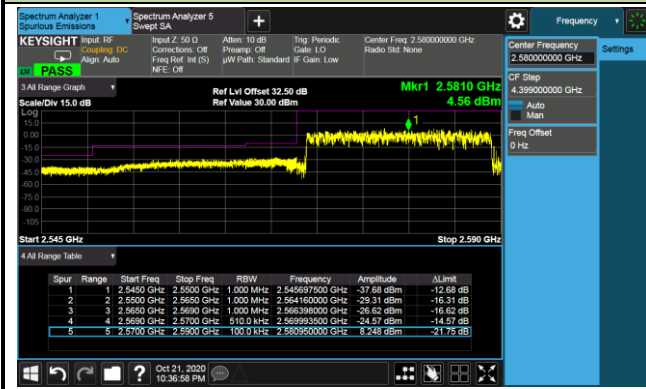 Spectrum Analyzer 1
Spurious Emissions
Spectrum Analyzer 5
Swept SA
+
Frequency
KEYSIGHT
Input: RF
Coupling: DC
Align: Auto
Input Z: 50 Ω
Corrections: Off
Freq Ref: Int (S)
NFE: Off
Atten: 10 dB
Preamp: Off
µW Path: Standard
Trig: Periodic
Gate: LO
IF Gain: Low
Center Freq: 2.580000000 GHz
Radio Std: None
PASS
Center Frequency
2.580000000 GHz
Settings
CF Step
4.399000000 GHz
Auto
Man
Freq Offset
0 Hz
3 All Range Graph
Scale/Div 15.0 dB
Ref Lvl Offset 32.50 dB
Ref Value 30.00 dBm
Mkr1 2.5810 GHz
4.56 dBm
Log
15.0
0.00
-15.0
-30.0
-45.0
-60.0
-75.0
-90.0
-105
1
Start 2.545 GHz
Stop 2.590 GHz
4 All Range Table
Spur Range Start Freq Stop Freq RBW Frequency Amplitude ΔLimit
1 1 2.5450 GHz 2.5500 GHz 1.000 MHz 2.545697500 GHz -37.68 dBm -12.68 dB
2 2 2.5500 GHz 2.5650 GHz 1.000 MHz 2.564160000 GHz -29.31 dBm -16.31 dB
3 3 2.5650 GHz 2.5690 GHz 1.000 MHz 2.566398000 GHz -26.62 dBm -16.62 dB
4 4 2.5690 GHz 2.5700 GHz 510.0 kHz 2.569993500 GHz -24.57 dBm -14.57 dB
5 5 2.5700 GHz 2.5900 GHz 100.0 kHz 2.580950000 GHz 8.248 dBm -21.75 dB
?
Oct 21, 2020
10:36:58 PM